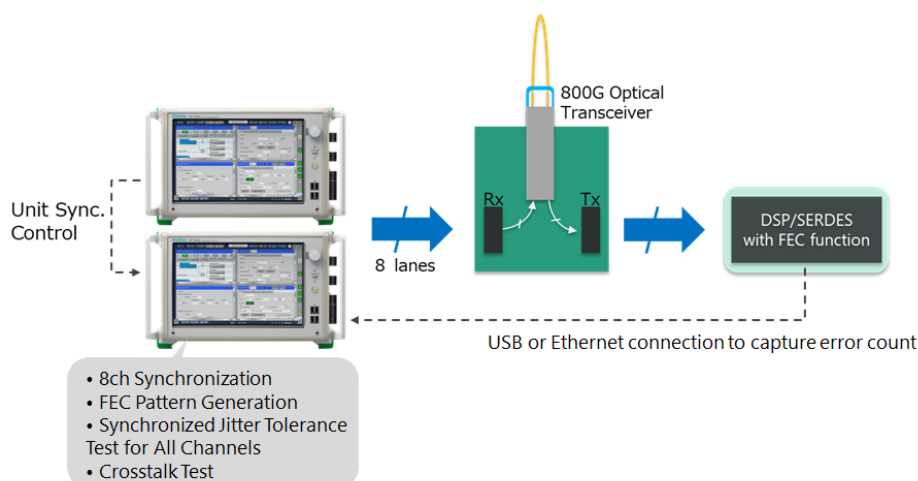 800G Optical
Transceiver
Unit Sync.
Control
8 lanes
Rx
Tx
DSP/SERDES
with FEC function
USB or Ethernet connection to capture error count
• 8ch Synchronization
• FEC Pattern Generation
• Synchronized Jitter Tolerance
Test for All Channels
• Crosstalk Test